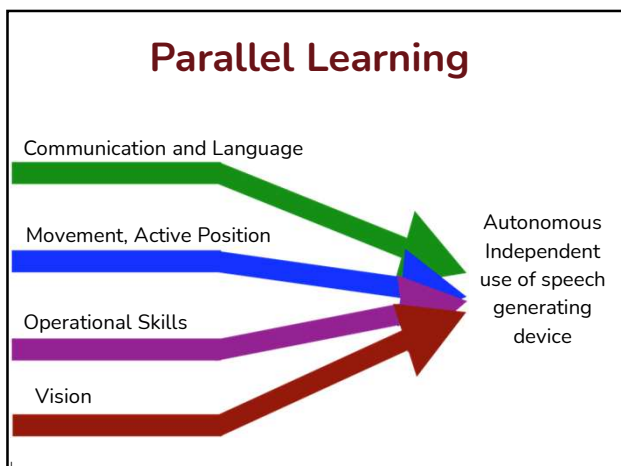 Parallel Learning
Communication and Language
Movement, Active Position
Operational Skills
Vision
Autonomous
Independent
use of speech
generating
device